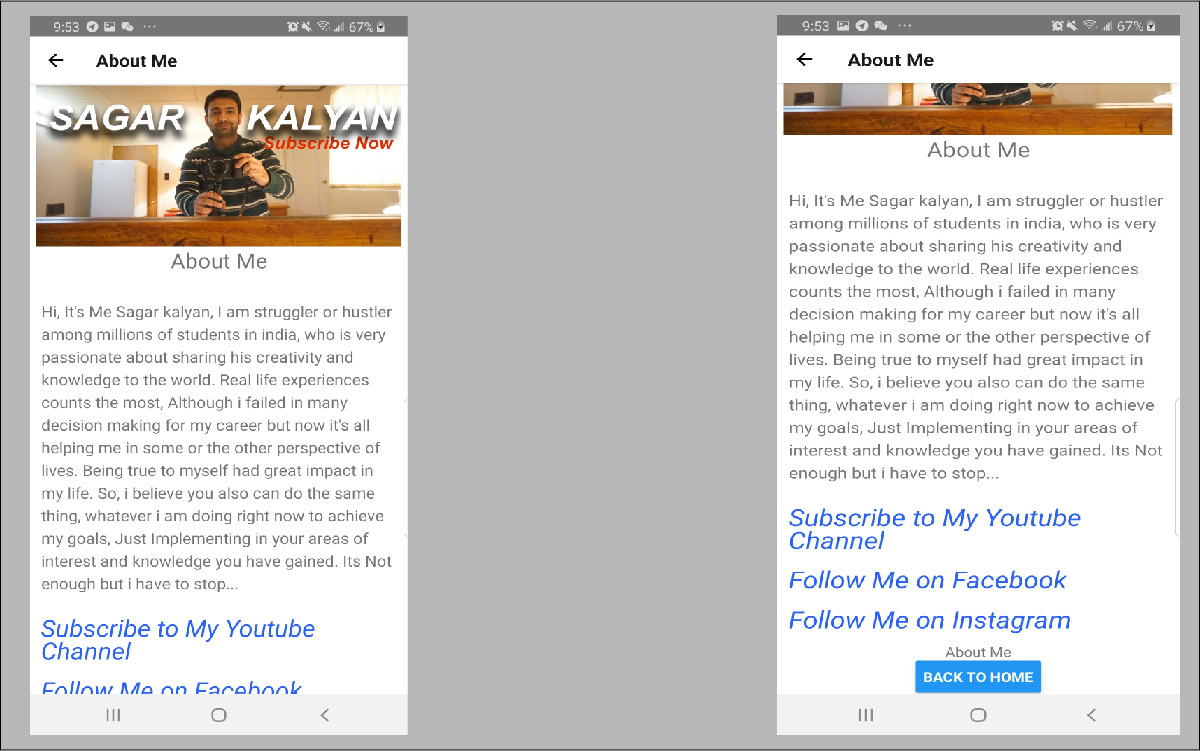 9:53 ··· 67%
About Me
SAGAR KALYAN
Subscribe Now
About Me
Hi, It's Me Sagar kalyan, I am struggler or hustler
among millions of students in india, who is very
passionate about sharing his creativity and
knowledge to the world. Real life experiences
counts the most, Although i failed in many
decision making for my career but now it's all
helping me in some or the other perspective of
lives. Being true to myself had great impact in
my life. So, i believe you also can do the same
thing, whatever i am doing right now to achieve
my goals, Just Implementing in your areas of
interest and knowledge you have gained. Its Not
enough but i have to stop...
Subscribe to My Youtube
Channel
Follow Me on Facebook
9:53 ··· 67%
About Me
About Me
Hi, It's Me Sagar kalyan, I am struggler or hustler
among millions of students in india, who is very
passionate about sharing his creativity and
knowledge to the world. Real life experiences
counts the most, Although i failed in many
decision making for my career but now it's all
helping me in some or the other perspective of
lives. Being true to myself had great impact in
my life. So, i believe you also can do the same
thing, whatever i am doing right now to achieve
my goals, Just Implementing in your areas of
interest and knowledge you have gained. Its Not
enough but i have to stop...
Subscribe to My Youtube
Channel
Follow Me on Facebook
Follow Me on Instagram
About Me
BACK TO HOME